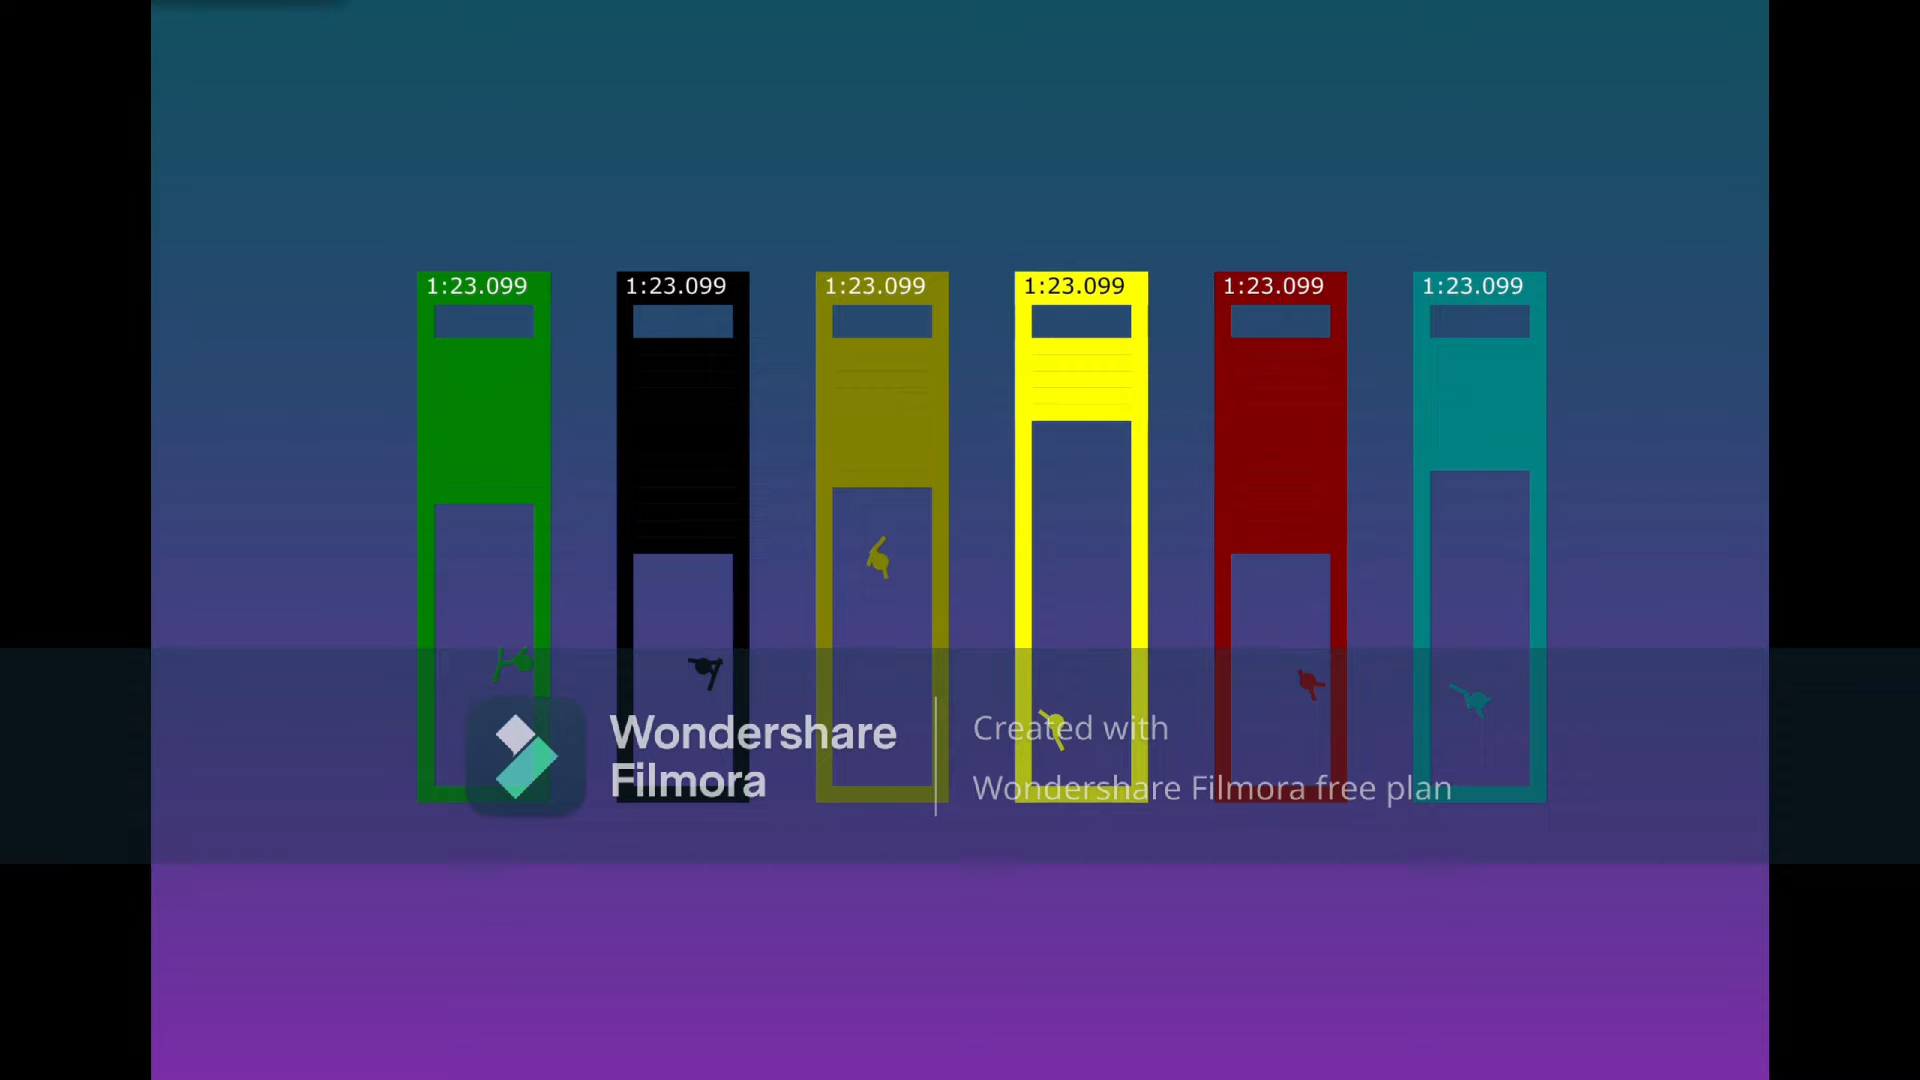 1:23.099 1:23.099 1:23.099 1:23.099 1:23.099 1:23.099
Wondershare
Filmora
Created with
Wondershare Filmora free plan